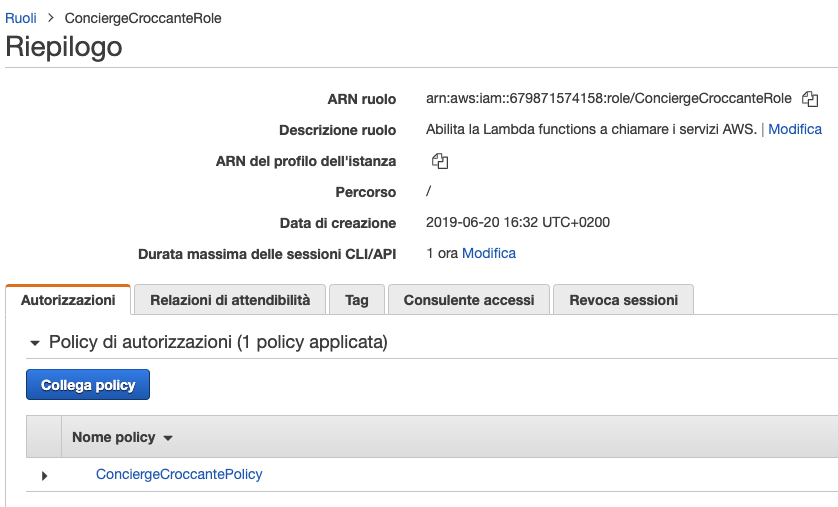 Ruoli > ConciergeCroccanteRole
Riepilogo
ARN ruolo arn:aws:iam::679871574158:role/ConciergeCroccanteRole
Descrizione ruolo Abilita la Lambda functions a chiamare i servizi AWS. | Modifica
ARN del profilo dell'istanza
Percorso /
Data di creazione 2019-06-20 16:32 UTC+0200
Durata massima delle sessioni CLI/API 1 ora Modifica
Autorizzazioni Relazioni di attendibilità Tag Consulente accessi Revoca sessioni
Policy di autorizzazioni (1 policy applicata)
Collega policy
Nome policy
ConciergeCroccantePolicy